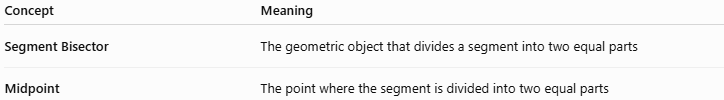 Concept Meaning
Segment Bisector The geometric object that divides a segment into two equal parts
Midpoint The point where the segment is divided into two equal parts